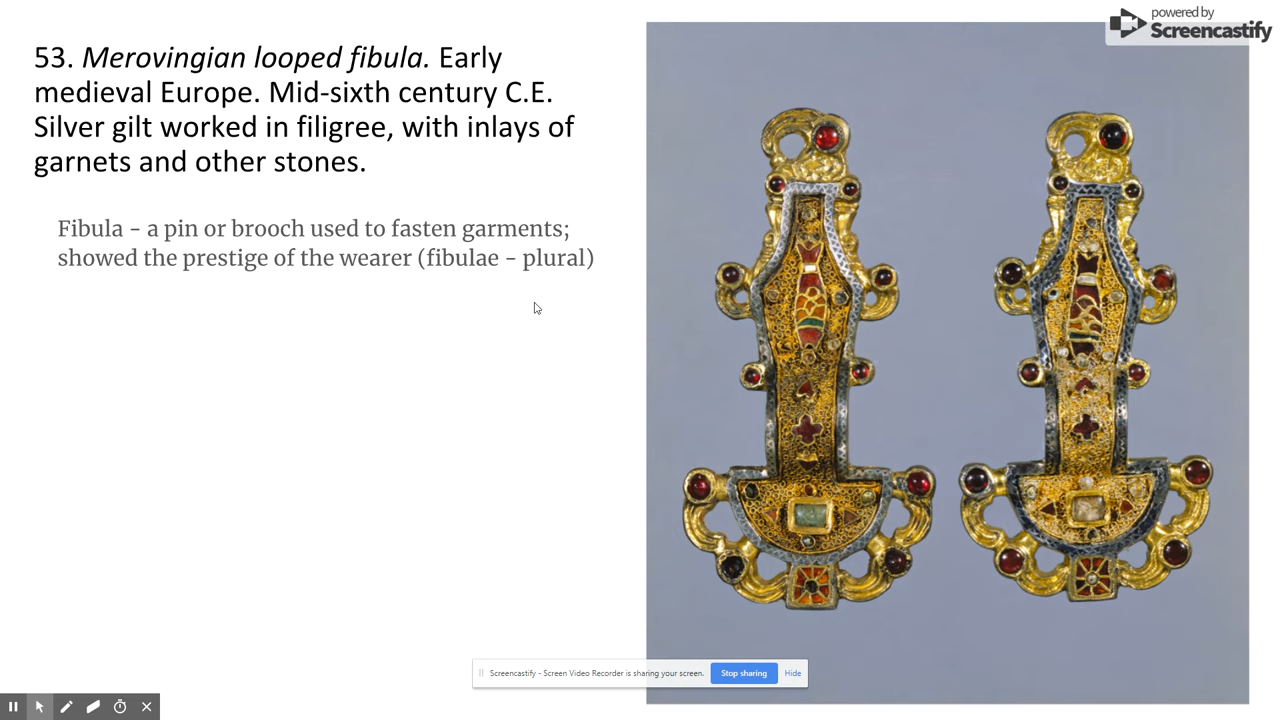 powered by
Screencastify
53. Merovingian looped fibula. Early
medieval Europe. Mid-sixth century C.E.
Silver gilt worked in filigree, with inlays of
garnets and other stones.
Fibula - a pin or brooch used to fasten garments;
showed the prestige of the wearer (fibulae - plural)
Screencastify - Screen Video Recorder is sharing your screen. Stop sharing Hide